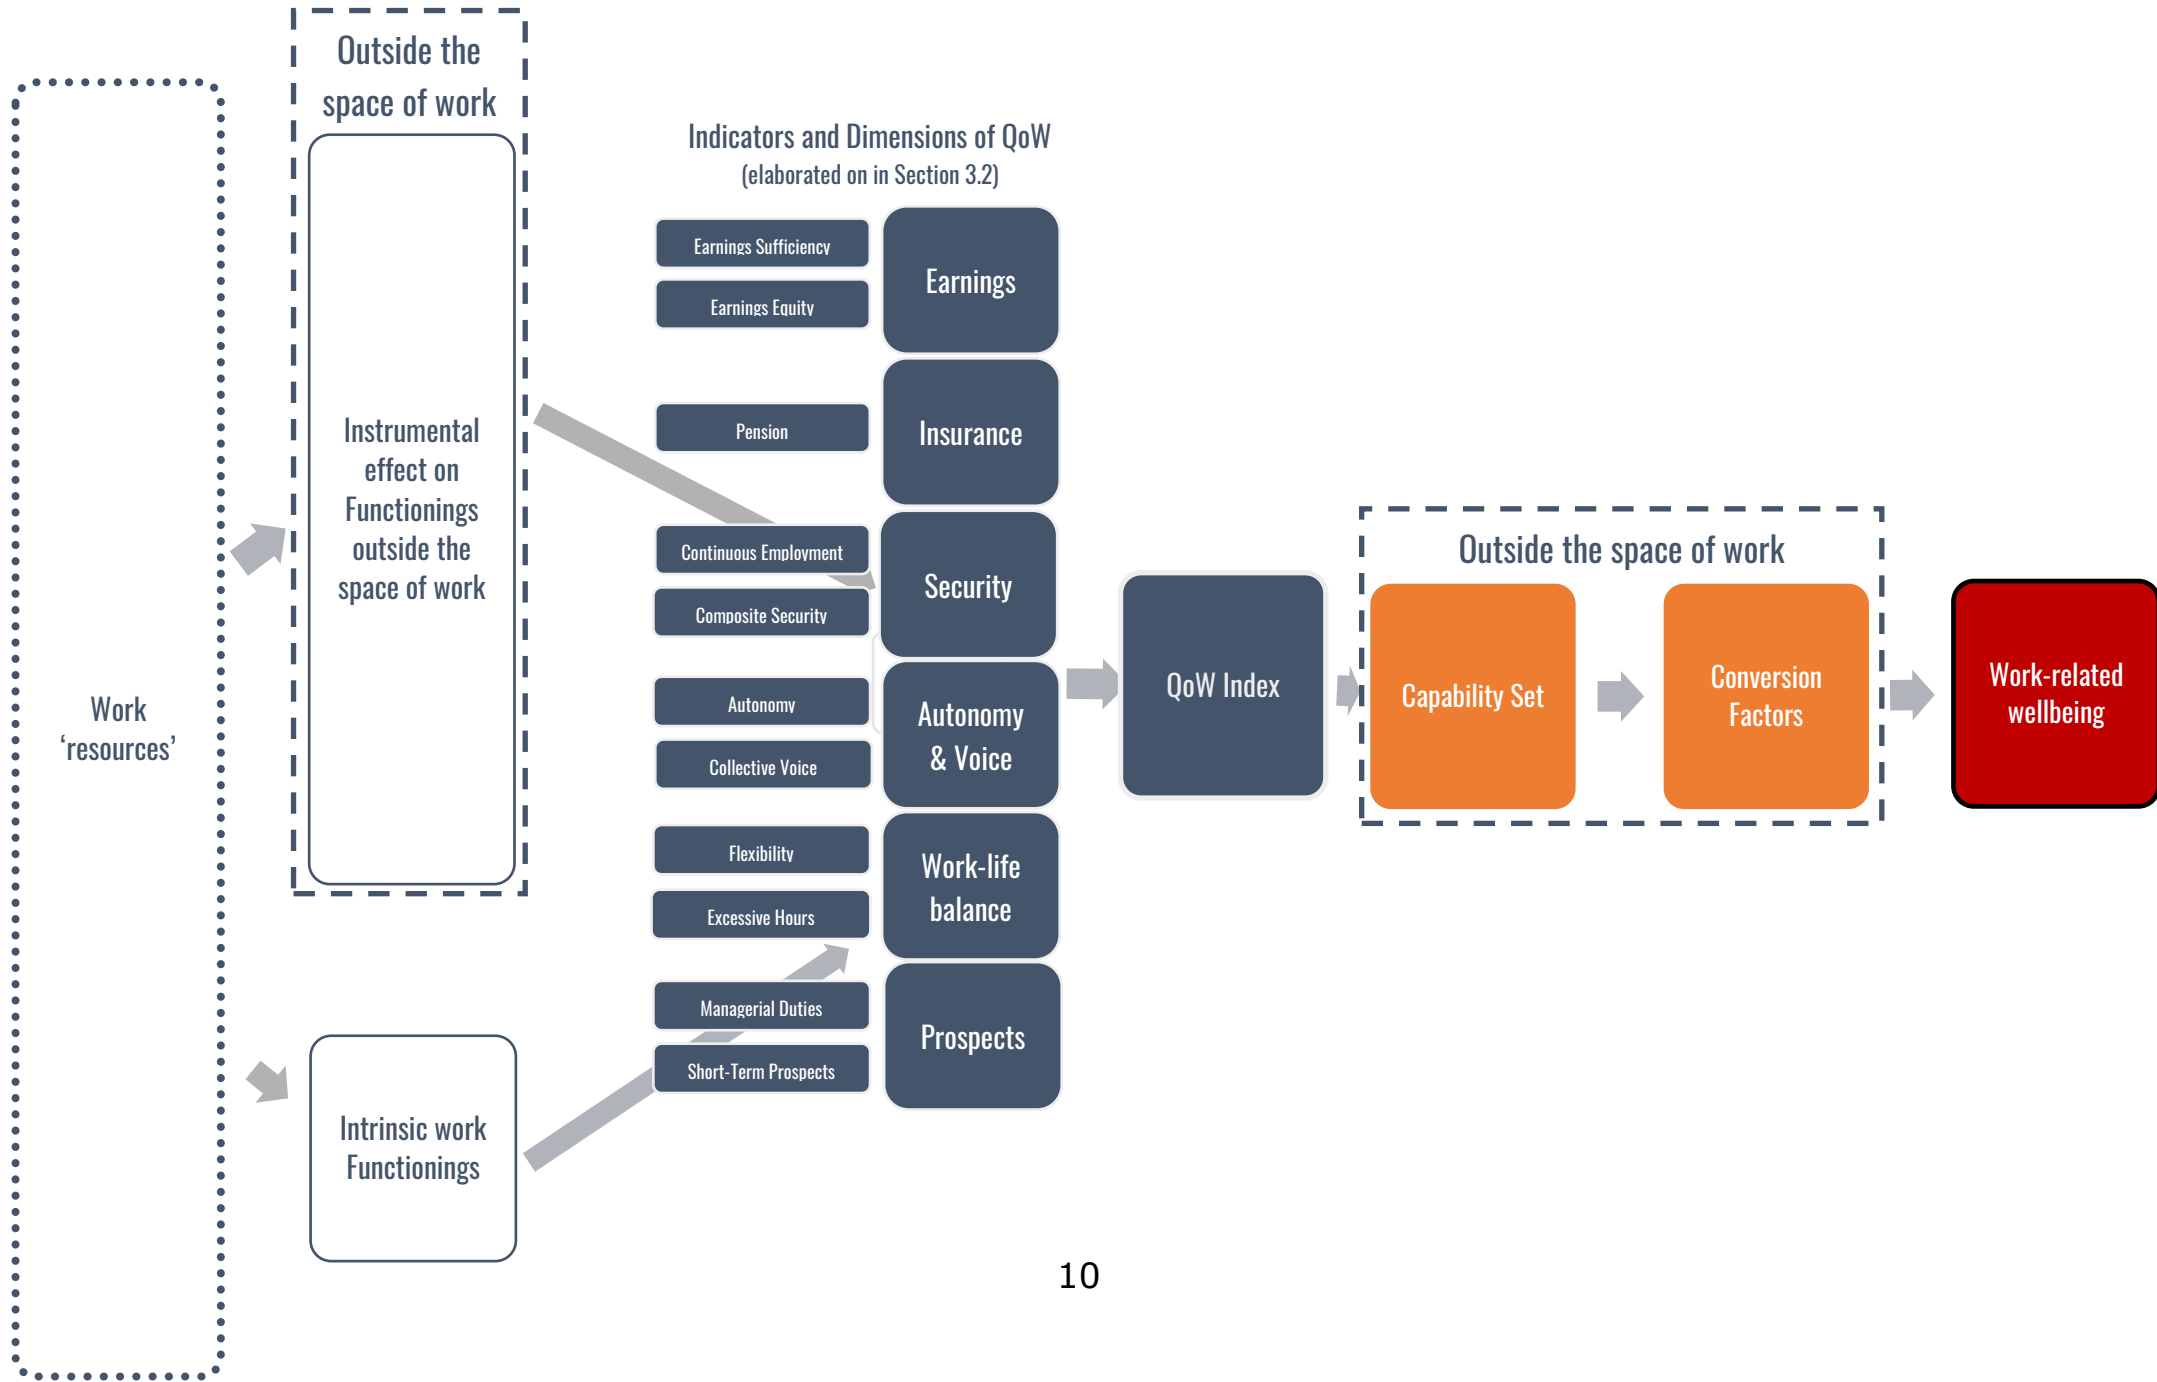 Outside the
space of work
Work
‘resources’
Instrumental
effect on
Functionings
outside the
space of work
Intrinsic work
Functionings
Indicators and Dimensions of QoW
(elaborated on in Section 3.2)
Earnings Sufficiency
Earnings Equity
Earnings
Pension
Insurance
Continuous Employment
Composite Security
Security
Autonomy
Collective Voice
Autonomy
& Voice
Flexibility
Excessive Hours
Work-life
balance
Managerial Duties
Short-Term Prospects
Prospects
QoW Index
Outside the space of work
Capability Set
Conversion
Factors
Work-related
wellbeing
10